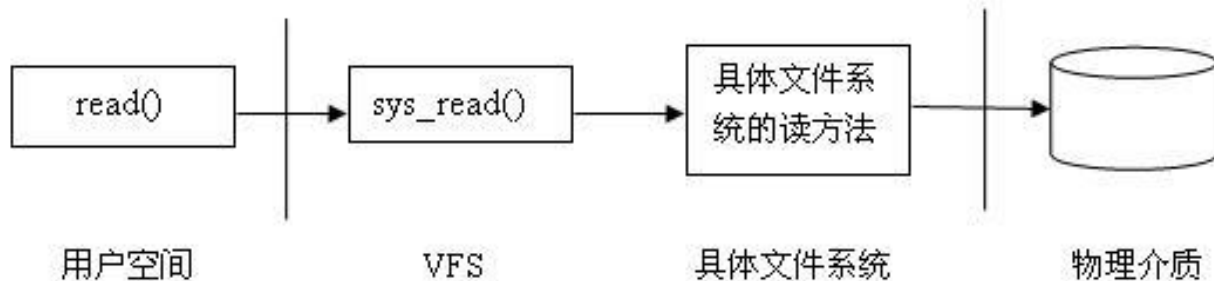 read()
sys_read()
具体文件系
统的读方法
用户空间
VFS
具体文件系统
物理介质